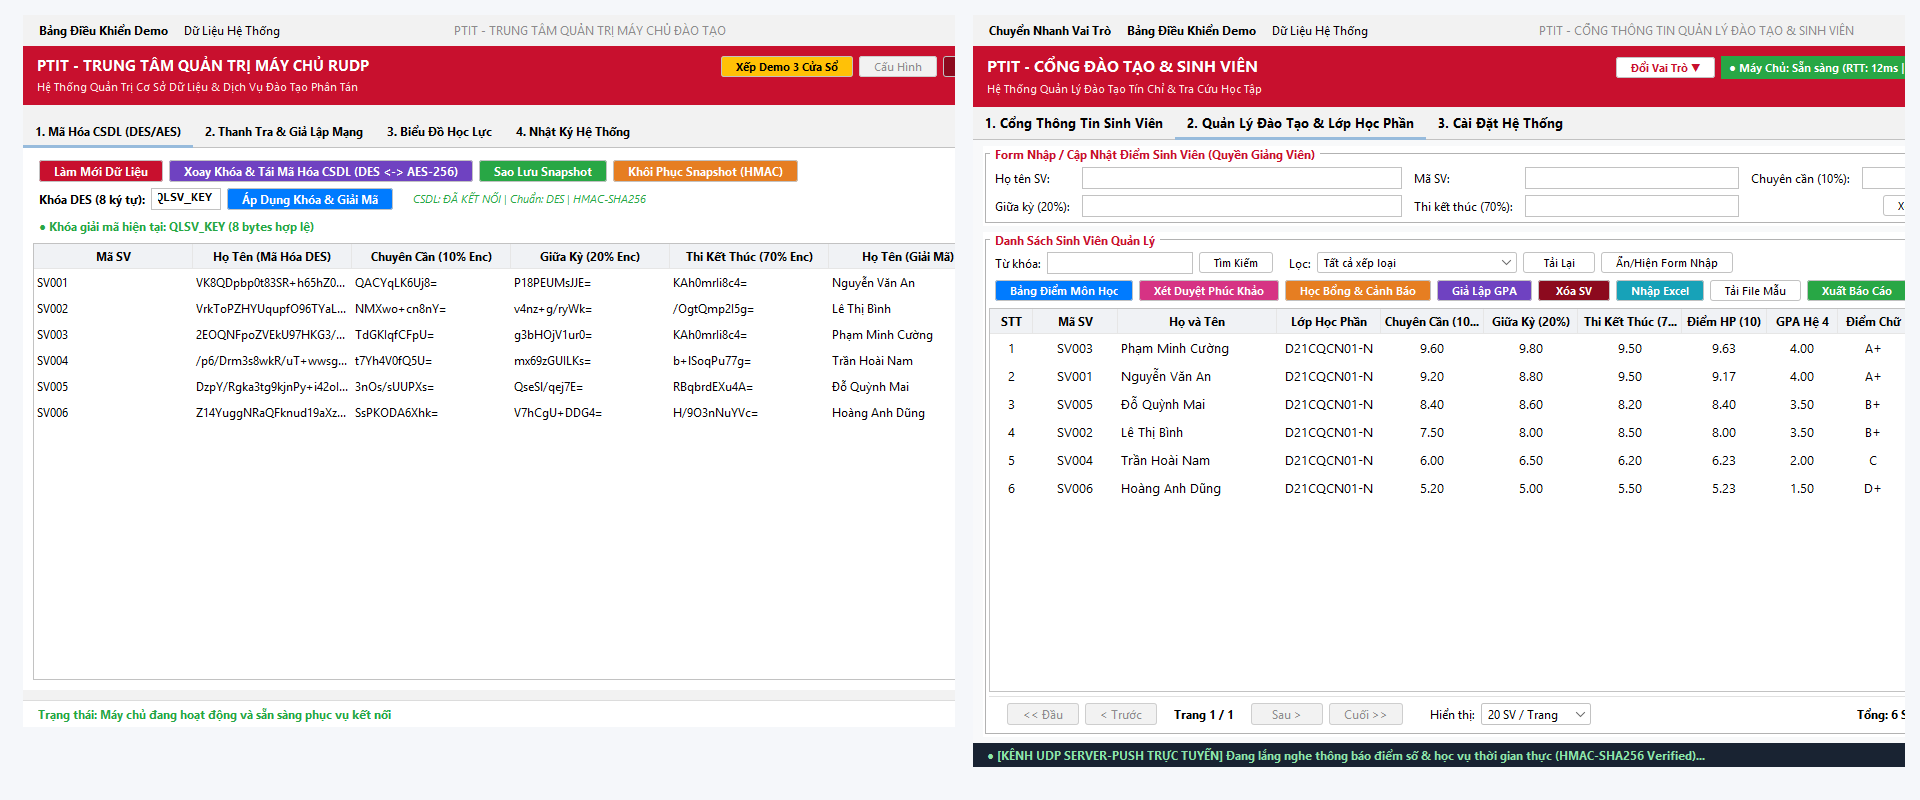 Bảng Điều Khiển Demo Dữ Liệu Hệ Thống PTIT - TRUNG TÂM QUẢN TRỊ MÁY CHỦ ĐÀO TẠO
PTIT - TRUNG TÂM QUẢN TRỊ MÁY CHỦ RUDP
Hệ Thống Quản Trị Cơ Sở Dữ Liệu & Dịch Vụ Đào Tạo Phân Tán
Xếp Demo 3 Cửa Sổ Cấu Hình
1. Mã Hóa CSDL (DES/AES) 2. Thanh Tra & Giả Lập Mạng 3. Biểu Đồ Học Lực 4. Nhật Ký Hệ Thống
Làm Mới Dữ Liệu Xoay Khóa & Tái Mã Hóa CSDL (DES <-> AES-256) Sao Lưu Snapshot Khôi Phục Snapshot (HMAC)
Khóa DES (8 ký tự): QLSV_KEY Áp Dụng Khóa & Giải Mã CSDL: ĐÃ KẾT NỐI | Chuẩn: DES | HMAC-SHA256
● Khóa giải mã hiện tại: QLSV_KEY (8 bytes hợp lệ)
Mã SV Họ Tên (Mã Hóa DES) Chuyên Cần (10% Enc) Giữa Kỳ (20% Enc) Thi Kết Thúc (70% Enc) Họ Tên (Giải Mã)
SV001 VK8QDpbp0t83SR+h65hZ0... QACYqLK6Uj8= P18PEUMsJJE= KAh0mrli8c4= Nguyễn Văn An
SV002 VrkToPZHYUqupfO96TYaL... NMXwo+cn8nY= v4nz+g/ryWk= /OgtQmp2I5g= Lê Thị Bình
SV003 2EOQNFpoZVEkU97HKG3/... TdGKlqfCFpU= g3bHOjV1ur0= KAh0mrli8c4= Phạm Minh Cường
SV004 /p6/Drm3s8wkR/uT+wwsg... t7Yh4V0fQ5U= mx69zGUILKs= b+ISoqPu77g= Trần Hoài Nam
SV005 DzpY/Rgka3tg9kjnPy+i42ol... 3nOs/sUUPXs= QseSl/qej7E= RBqbrdEXu4A= Đỗ Quỳnh Mai
SV006 Z14YuggNRaQFknud19aXz... SsPKODA6Xhk= V7hCgU+DDG4= H/9O3nNuYVc= Hoàng Anh Dũng
Trạng thái: Máy chủ đang hoạt động và sẵn sàng phục vụ kết nối
Chuyển Nhanh Vai Trò Bảng Điều Khiển Demo Dữ Liệu Hệ Thống PTIT - CỔNG THÔNG TIN QUẢN LÝ ĐÀO TẠO & SINH VIÊN
PTIT - CỔNG ĐÀO TẠO & SINH VIÊN
Hệ Thống Quản Lý Đào Tạo Tín Chỉ & Tra Cứu Học Tập
Đổi Vai Trò ▼ ● Máy Chủ: Sẵn sàng (RTT: 12ms |
1. Cổng Thông Tin Sinh Viên 2. Quản Lý Đào Tạo & Lớp Học Phần 3. Cài Đặt Hệ Thống
Form Nhập / Cập Nhật Điểm Sinh Viên (Quyền Giảng Viên)
Họ tên SV: Mã SV: Chuyên cần (10%):
Giữa kỳ (20%): Thi kết thúc (70%): X
Danh Sách Sinh Viên Quản Lý
Từ khóa: Tìm Kiếm Lọc: Tất cả xếp loại Tải Lại Ẩn/Hiện Form Nhập
Bảng Điểm Môn Học Xét Duyệt Phúc Khảo Học Bổng & Cảnh Báo Giả Lập GPA Xóa SV Nhập Excel Tải File Mẫu Xuất Báo Cáo
STT Mã SV Họ và Tên Lớp Học Phần Chuyên Cần (10... Giữa Kỳ (20%) Thi Kết Thúc (7... Điểm HP (10) GPA Hệ 4 Điểm Chữ
1 SV003 Phạm Minh Cường D21CQCN01-N 9.60 9.80 9.50 9.63 4.00 A+
2 SV001 Nguyễn Văn An D21CQCN01-N 9.20 8.80 9.50 9.17 4.00 A+
3 SV005 Đỗ Quỳnh Mai D21CQCN01-N 8.40 8.60 8.20 8.40 3.50 B+
4 SV002 Lê Thị Bình D21CQCN01-N 7.50 8.00 8.50 8.00 3.50 B+
5 SV004 Trần Hoài Nam D21CQCN01-N 6.00 6.50 6.20 6.23 2.00 C
6 SV006 Hoàng Anh Dũng D21CQCN01-N 5.20 5.00 5.50 5.23 1.50 D+
<< Đầu < Trước Trang 1 / 1 Sau > Cuối >> Hiển thị: 20 SV / Trang Tổng: 6 S
● [KÊNH UDP SERVER-PUSH TRỰC TUYẾN] Đang lắng nghe thông báo điểm số & học vụ thời gian thực (HMAC-SHA256 Verified)...